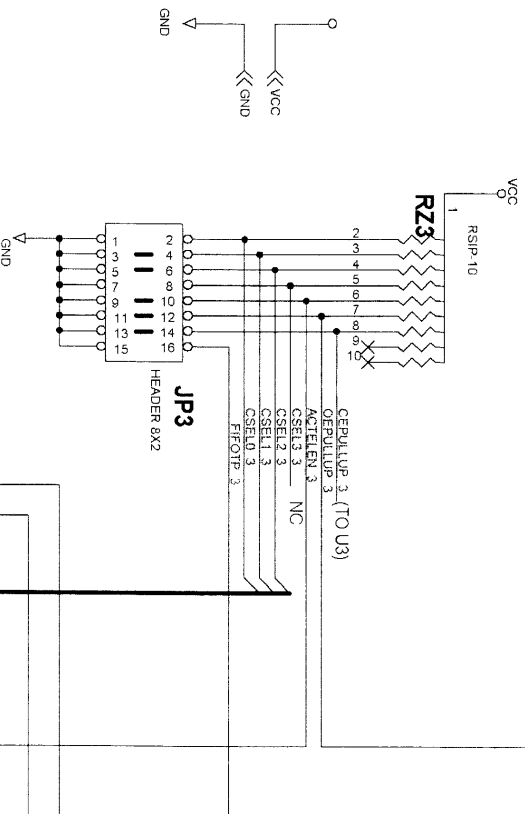 GND
GND
VCC
VCC
1
RSIP-10
RZ3
2
3
4
5
6
7
8
9
10
1 2
3 4
5 6
7 8
9 10
11 12
13 14
15 16
GND
JP3
HEADER 8X2
CEPULLUP_3 (TO U3)
OEPULLUP_3
ACTELEN_3
CSEL3_3 NC
CSEL2_3
CSEL1_3
CSEL0_3
FIFOTP_3